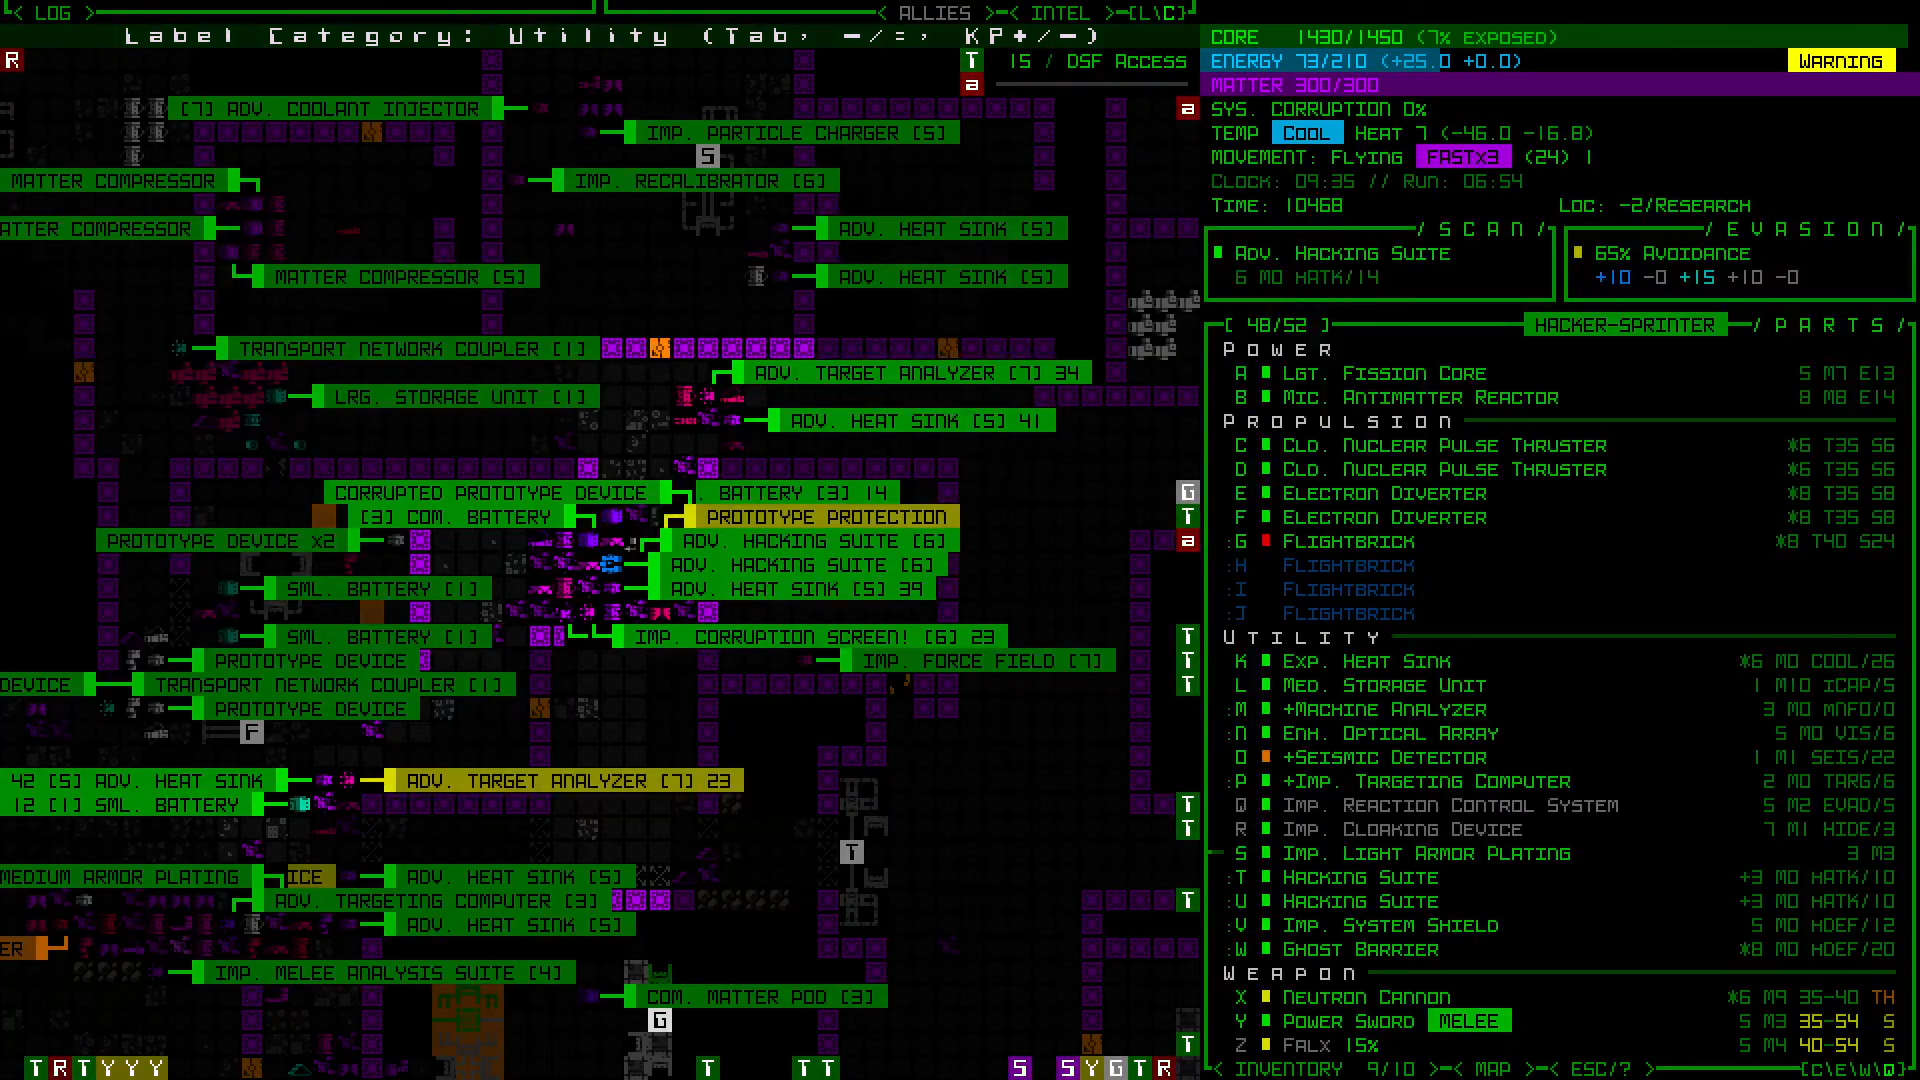 < LOG > < ALLIES > < INTEL > [L\C]
Label Category: Utility (Tab, -/=, KP+/-)
R T 15 / DSF Access
a
a
[7] Adv. Coolant Injector
Imp. Particle Charger [5]
S
Matter Compressor
Imp. Recalibrator [6]
atter Compressor
Adv. Heat Sink [5]
Matter Compressor [5]
Adv. Heat Sink [5]
Transport Network Coupler [1]
Adv. Target Analyzer [7] 34
Lrg. Storage Unit [1]
Adv. Heat Sink [5] 41
Corrupted Prototype Device
. Battery [3] 14
G
[3] Com. Battery
Prototype Protection
T
Prototype Device x2
Adv. Hacking Suite [6]
a
Adv. Hacking Suite [6]
Sml. Battery [1]
Adv. Heat Sink [5] 39
Sml. Battery [1]
Imp. Corruption Screen! [6] 23
T
Prototype Device
Imp. Force Field [7]
T
Device
Transport Network Coupler [1]
T
Prototype Device
F
42 [5] Adv. Heat Sink
Adv. Target Analyzer [7] 23
12 [1] Sml. Battery
T
T
T
Medium Armor Plating
ice
Adv. Heat Sink [5]
Adv. Targeting Computer [3]
T
Adv. Heat Sink [5]
er
Imp. Melee Analysis Suite [4]
Com. Matter Pod [3]
G
T
T R T Y Y Y T T T S S Y G T R
Core 1430/1450 (7% Exposed)
Energy 73/210 (+25.0 +0.0) Warning
Matter 300/300
Sys. Corruption 0%
Temp Cool Heat 7 (-46.0 -16.8)
Movement: Flying FASTx3 (24) 1
Clock: 09:35 // Run: 06:54
Time: 10468 Loc: -2/Research
/ S C A N /
Adv. Hacking Suite
6 M0 hATK/14
/ E V A S I O N /
65% Avoidance
+10 -0 +15 +10 -0
[ 48/52 ] Hacker-Sprinter / P A R T S /
Power
A Lgt. Fission Core 5 M7 E13
B Mic. Antimatter Reactor 8 M8 E14
Propulsion
C Cld. Nuclear Pulse Thruster *6 T35 S6
D Cld. Nuclear Pulse Thruster *6 T35 S6
E Electron Diverter *8 T35 S8
F Electron Diverter *8 T35 S8
:G Flightbrick *8 T40 S24
:H Flightbrick
:I Flightbrick
:J Flightbrick
Utility
K Exp. Heat Sink *6 M0 COOL/26
L Med. Storage Unit 1 M10 ICAP/5
:M +Machine Analyzer 3 M0 MNFO/0
:N Enh. Optical Array 5 M0 VIS/6
O +Seismic Detector 1 M1 SEIS/22
:P +Imp. Targeting Computer 2 M0 TARG/6
Q Imp. Reaction Control System 5 M2 EVAD/5
R Imp. Cloaking Device 7 M1 HIDE/3
S Imp. Light Armor Plating 3 M3
:T Hacking Suite +3 M0 hATK/10
:U Hacking Suite +3 M0 hATK/10
:V Imp. System Shield 5 M0 hDEF/12
:W Ghost Barrier *8 M0 hDEF/20
Weapon
X Neutron Cannon *6 M9 35-40 TH
Y Power Sword MELEE 5 M3 35-54 S
Z Falx 15% 5 M4 40-54 S
< Inventory 9/10 > < Map > < Esc/? > [C\E\W\Q]